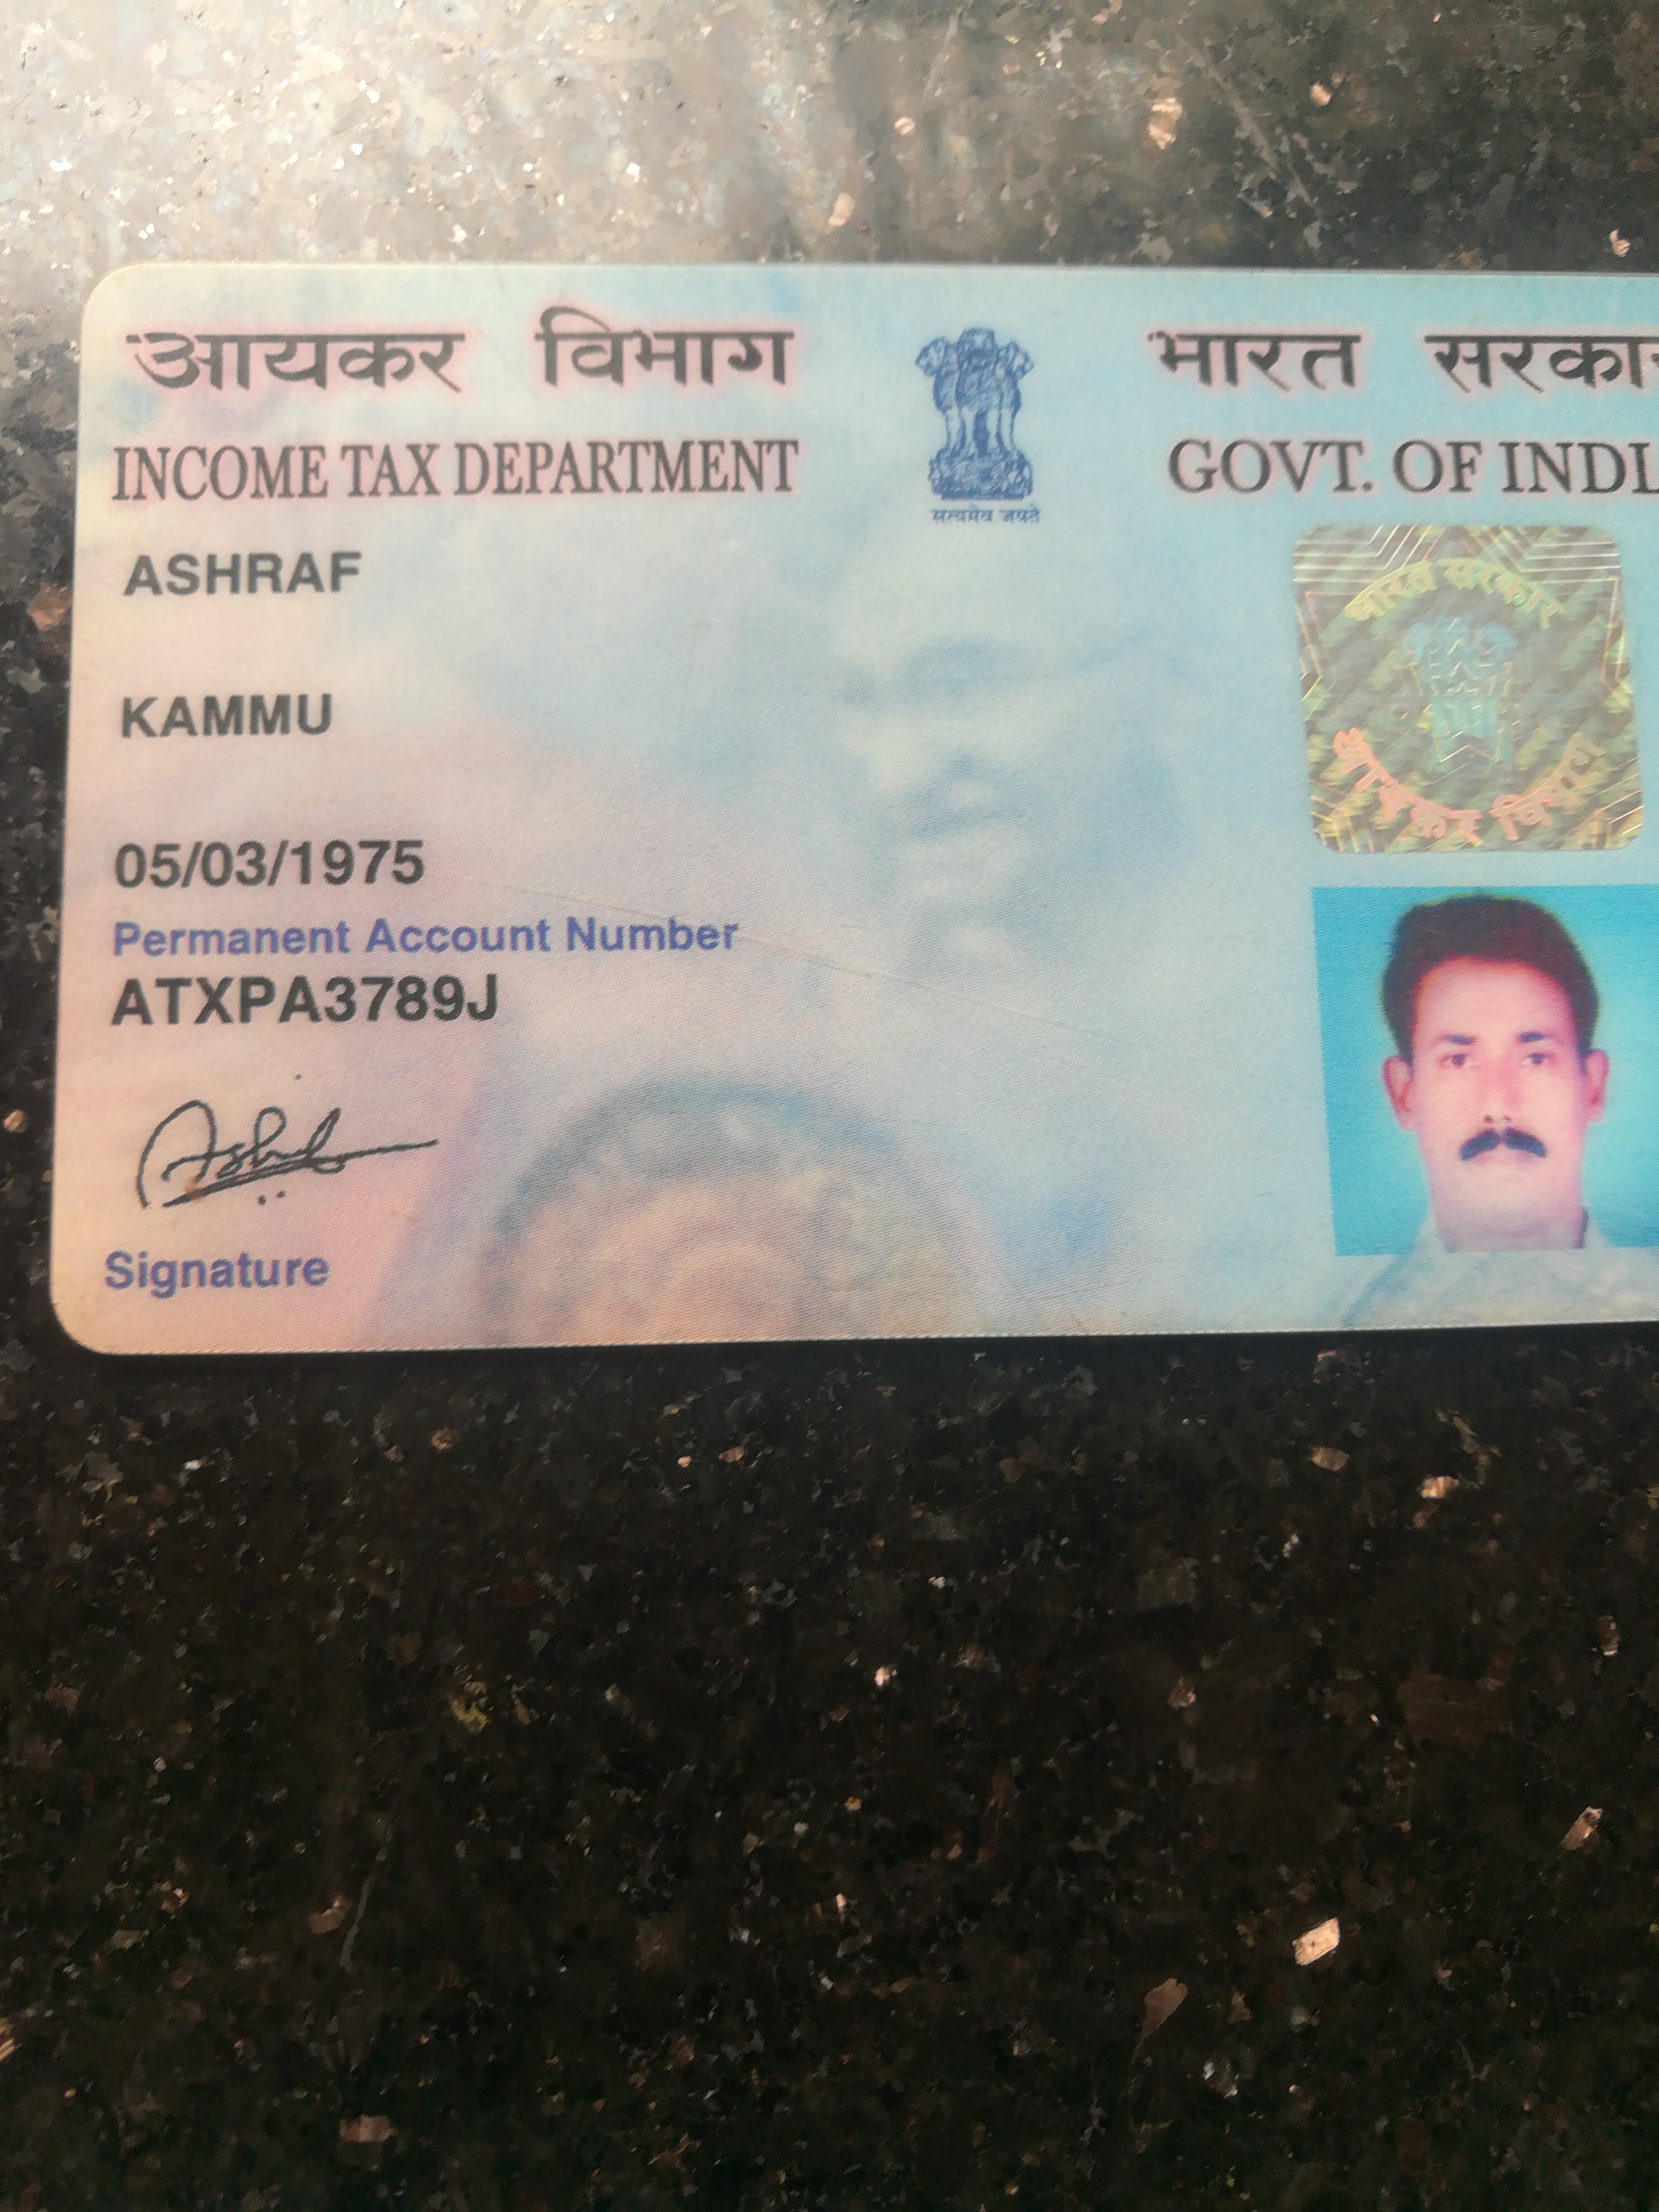 आयकर विभाग
INCOME TAX DEPARTMENT
सत्यमेव जयते
भारत सरकार
GOVT. OF INDI
ASHRAF
KAMMU
05/03/1975
Permanent Account Number
ATXPA3789J
Signature
भारत सरकार
आयकर विभाग